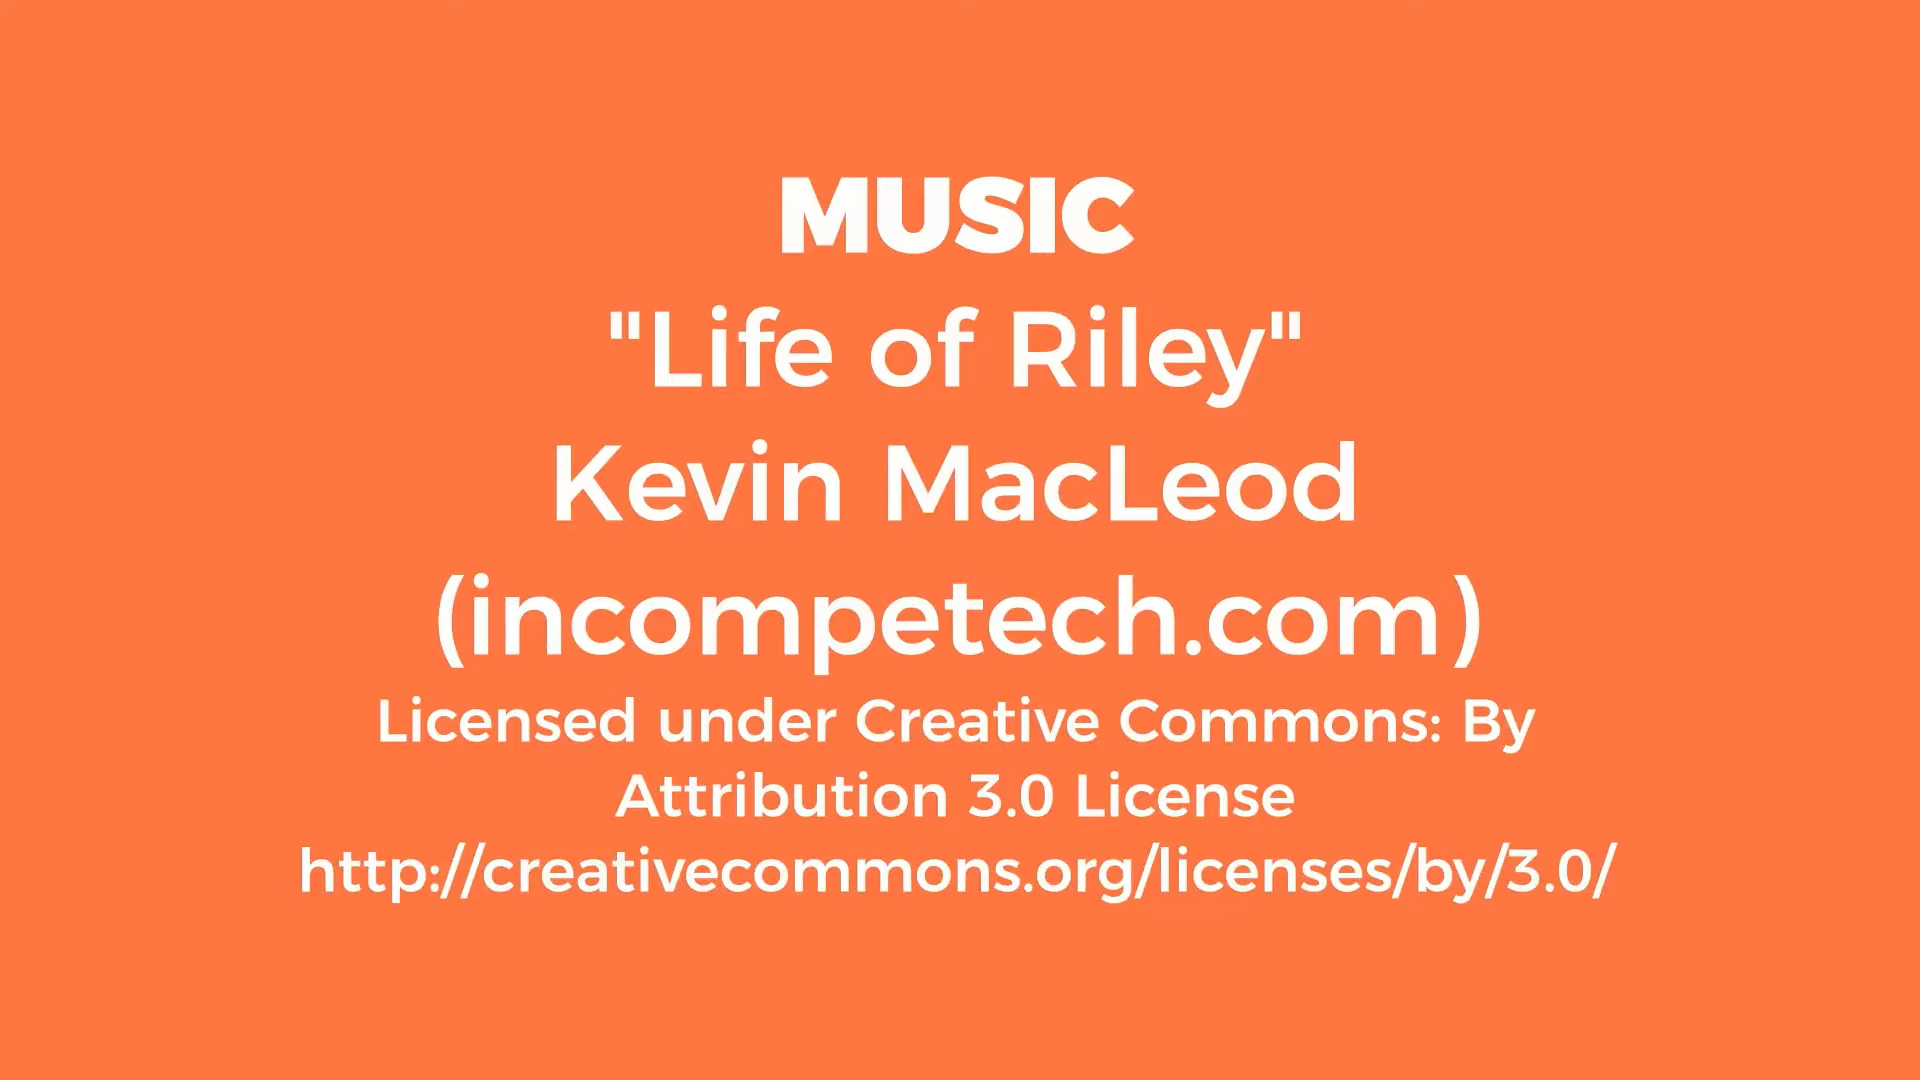 MUSIC
"Life of Riley"
Kevin MacLeod
(incompetech.com)
Licensed under Creative Commons: By
Attribution 3.0 License
http://creativecommons.org/licenses/by/3.0/